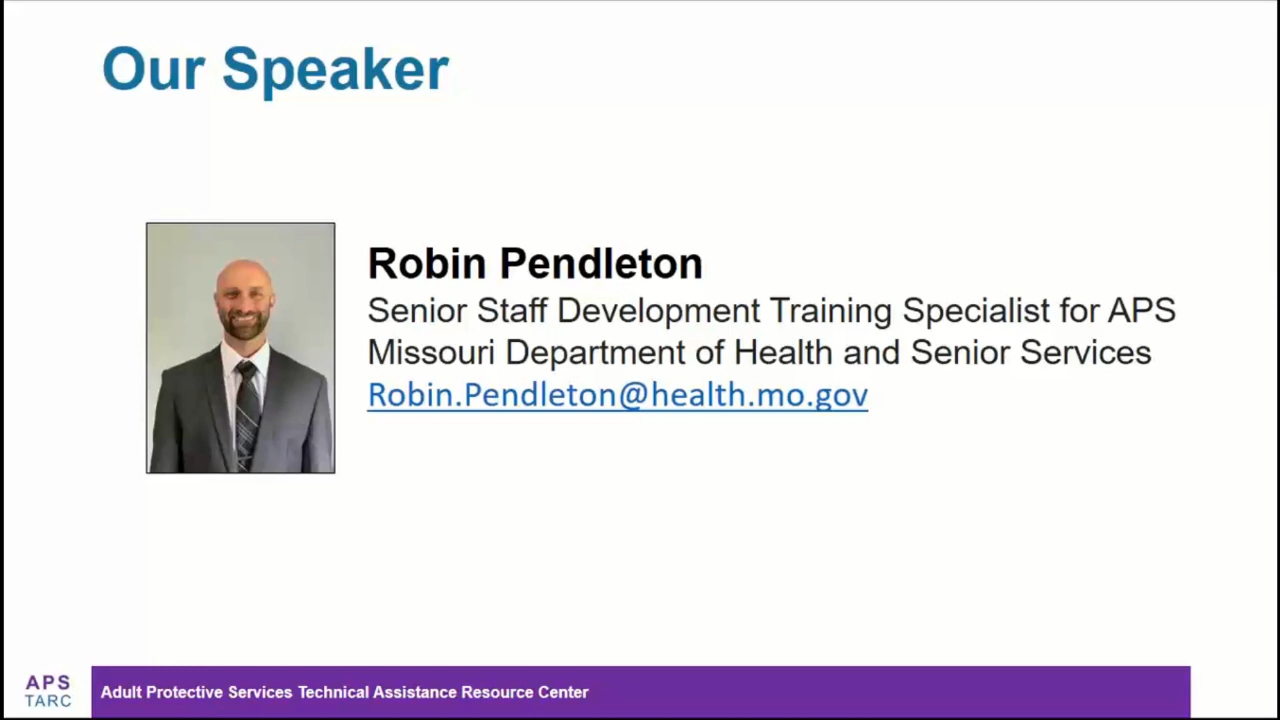 Our Speaker
Robin Pendleton
Senior Staff Development Training Specialist for APS
Missouri Department of Health and Senior Services
Robin.Pendleton@health.mo.gov
APS
TARC
Adult Protective Services Technical Assistance Resource Center